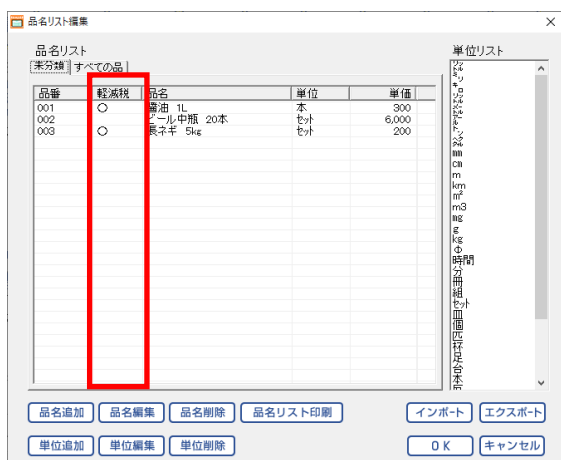 品名リスト編集
品名リスト
未分類 すべての品
品番 軽減税 品名 単位 単価
001 ○ 醤油 1L 本 300
002 ビール中瓶 20本 セット 6,000
003 ○ 長ネギ 5kg セット 200
単位リスト
mm
cm
m
km
m²
m3
mg
g
kg
Φ
時間
分
冊
組
セット
皿
個
匹
杯
足
台
本
品名追加 品名編集 品名削除 品名リスト印刷 インポート エクスポート
単位追加 単位編集 単位削除 OK キャンセル